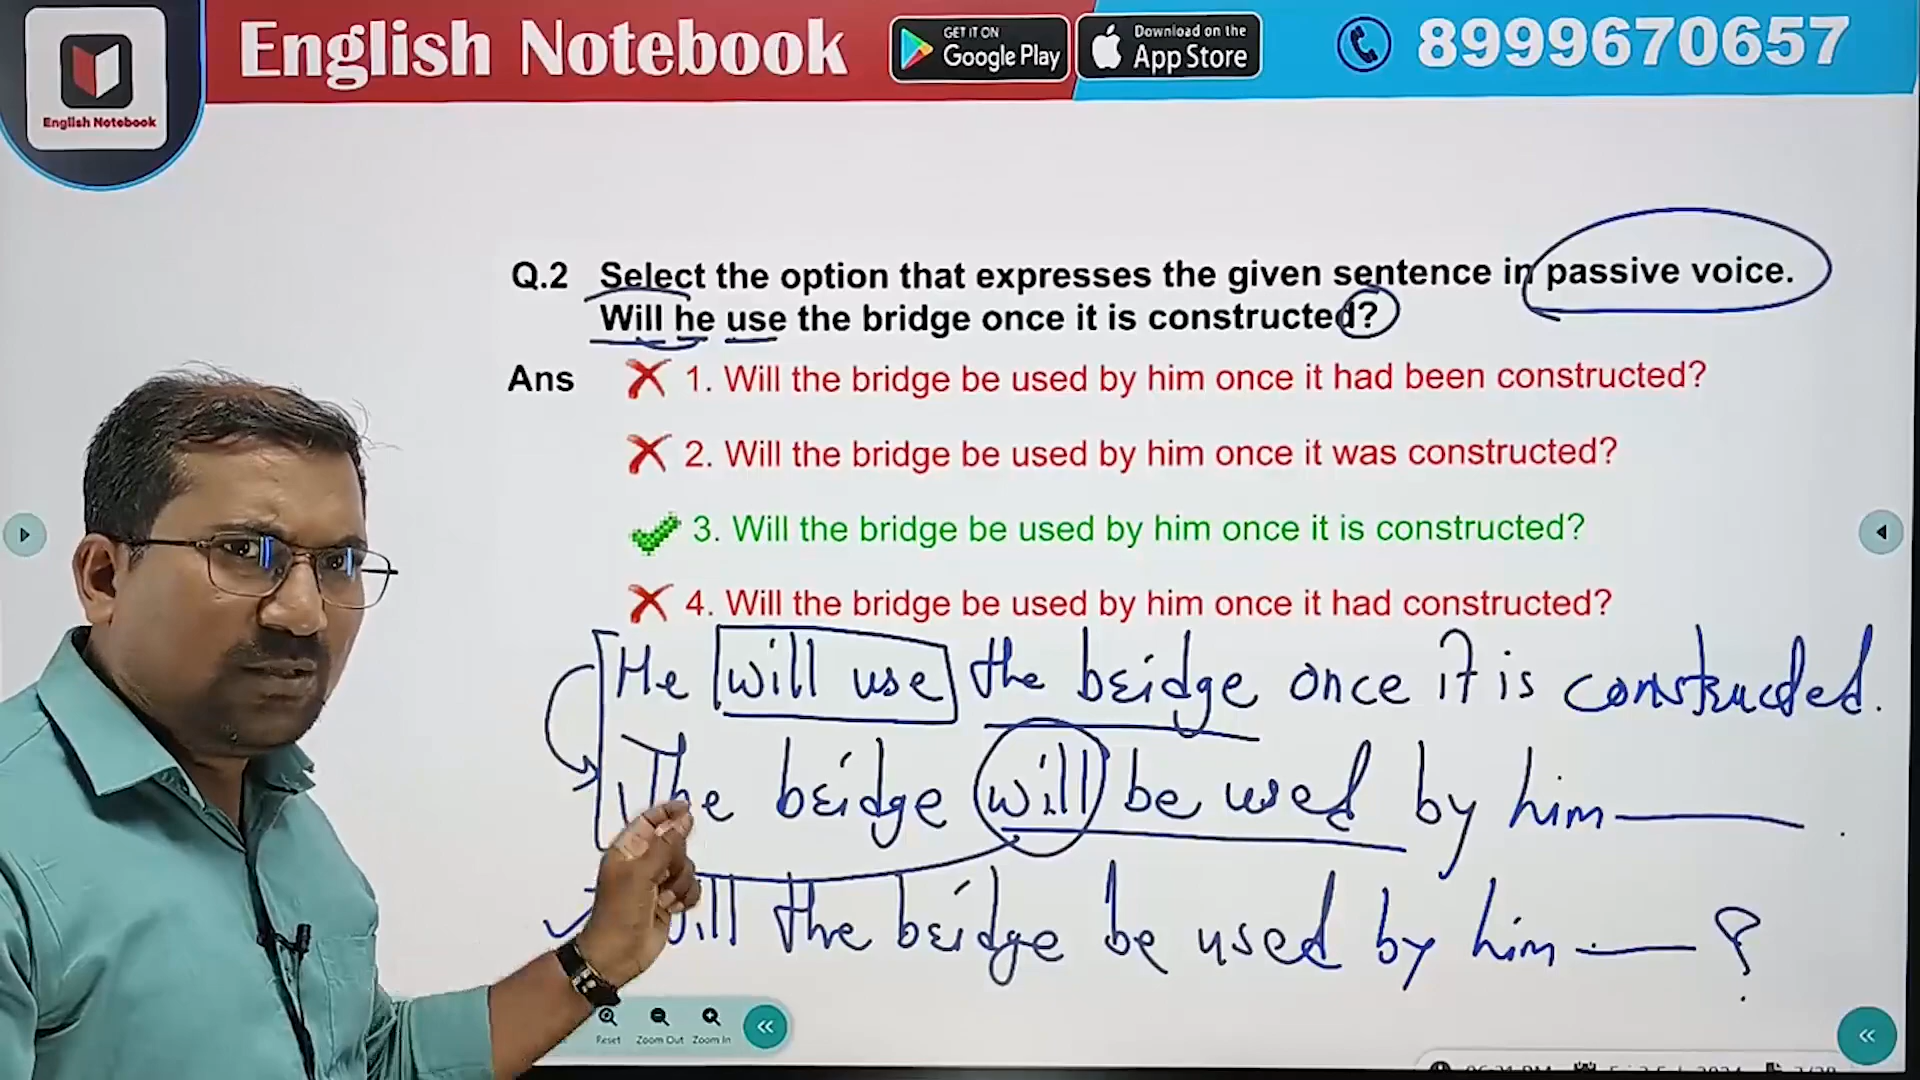 English Notebook
GET IT ON
Google Play
Download on the
App Store
8999670657
English Notebook
Q.2 Select the option that expresses the given sentence in passive voice.
Will he use the bridge once it is constructed?
Ans
1. Will the bridge be used by him once it had been constructed?
2. Will the bridge be used by him once it was constructed?
3. Will the bridge be used by him once it is constructed?
4. Will the bridge be used by him once it had constructed?
He will use the bridge once it is constructed.
The bridge will be used by him ———.
Will the bridge be used by him ——?
Reset Zoom Out Zoom In